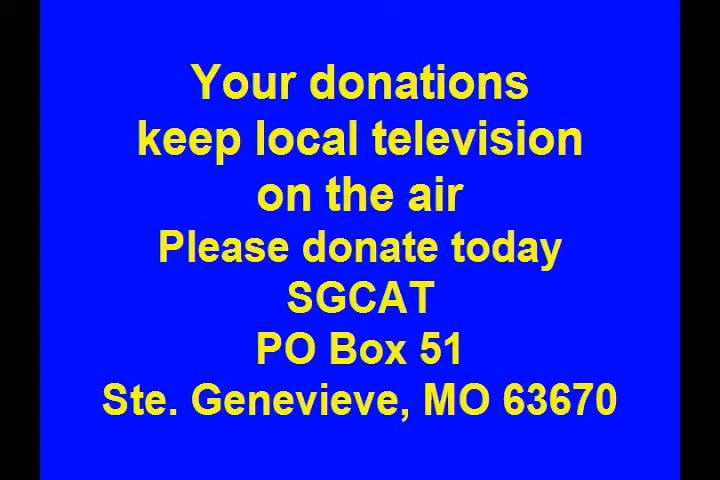 Your donations
keep local television
on the air
Please donate today
SGCAT
PO Box 51
Ste. Genevieve, MO 63670